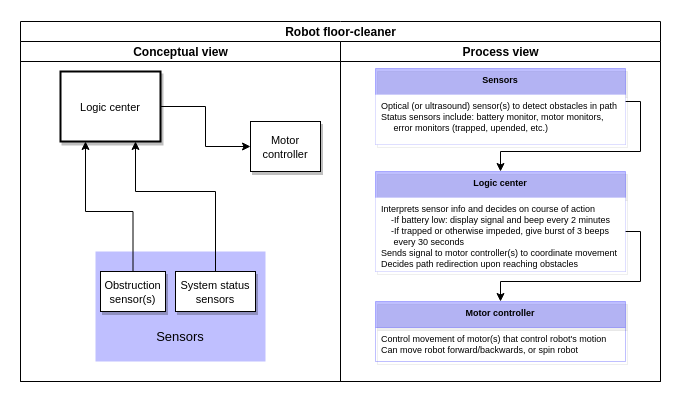 Robot floor-cleaner
Conceptual view
Logic center
Motor
controller
Obstruction
sensor(s)
System status
sensors
Sensors
Process view
Sensors
Optical (or ultrasound) sensor(s) to detect obstacles in path
Status sensors include: battery monitor, motor monitors,
error monitors (trapped, upended, etc.)
Logic center
Interprets sensor info and decides on course of action
-If battery low: display signal and beep every 2 minutes
-If trapped or otherwise impeded, give burst of 3 beeps
every 30 seconds
Sends signal to motor controller(s) to coordinate movement
Decides path redirection upon reaching obstacles
Motor controller
Control movement of motor(s) that control robot's motion
Can move robot forward/backwards, or spin robot